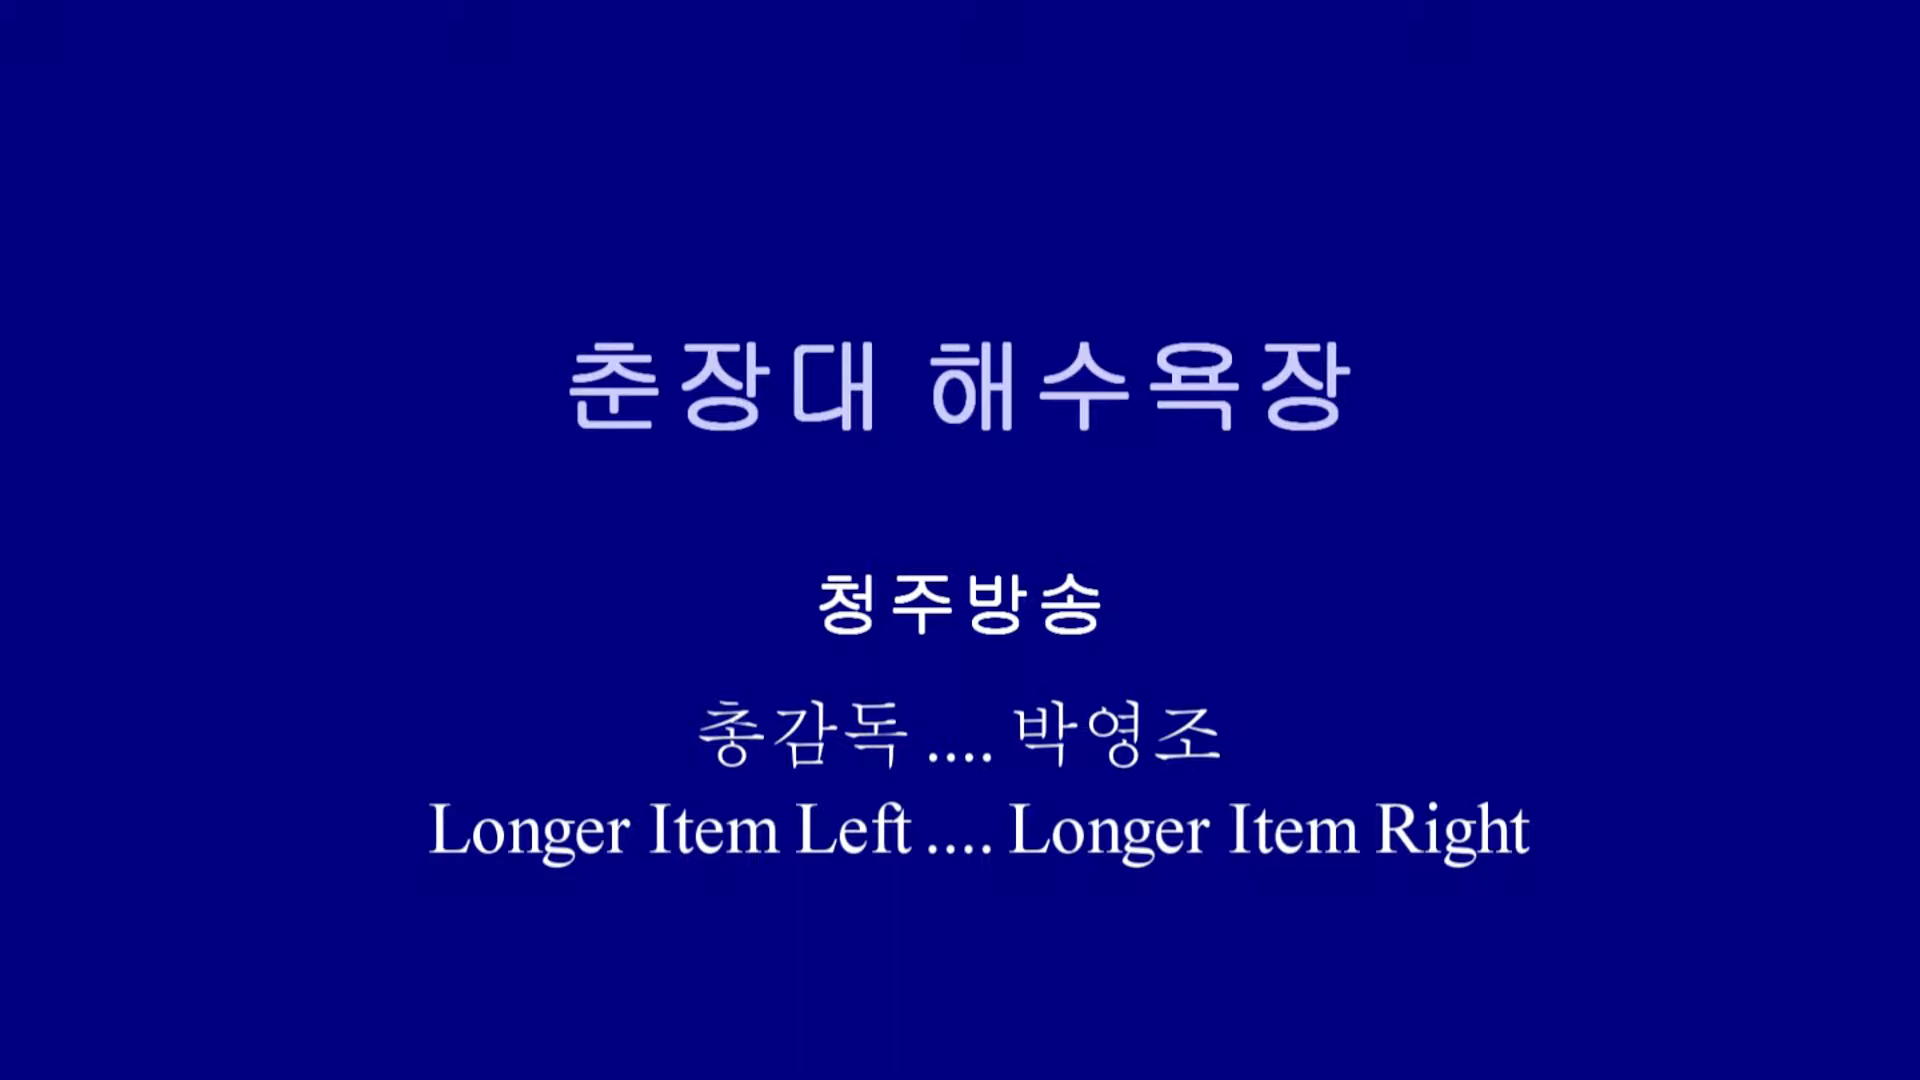 춘장대 해수욕장
청주방송
총감독 .... 박영조
Longer Item Left .... Longer Item Right